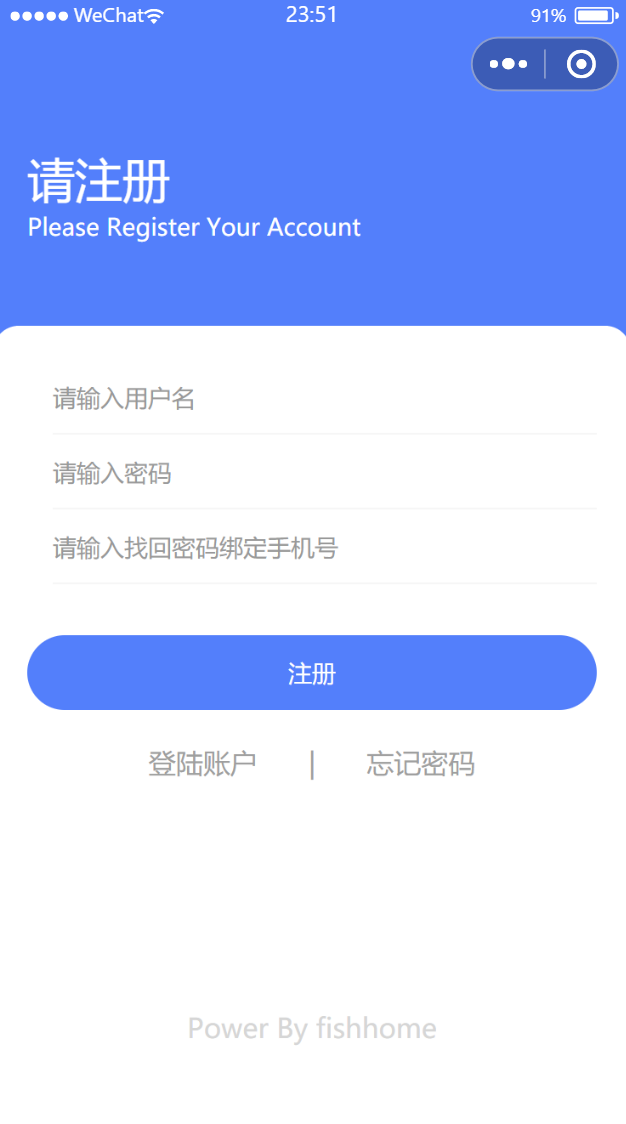 WeChat 23:51 91%
请注册
Please Register Your Account
请输入用户名
请输入密码
请输入找回密码绑定手机号
注册
登陆账户 | 忘记密码
Power By fishhome